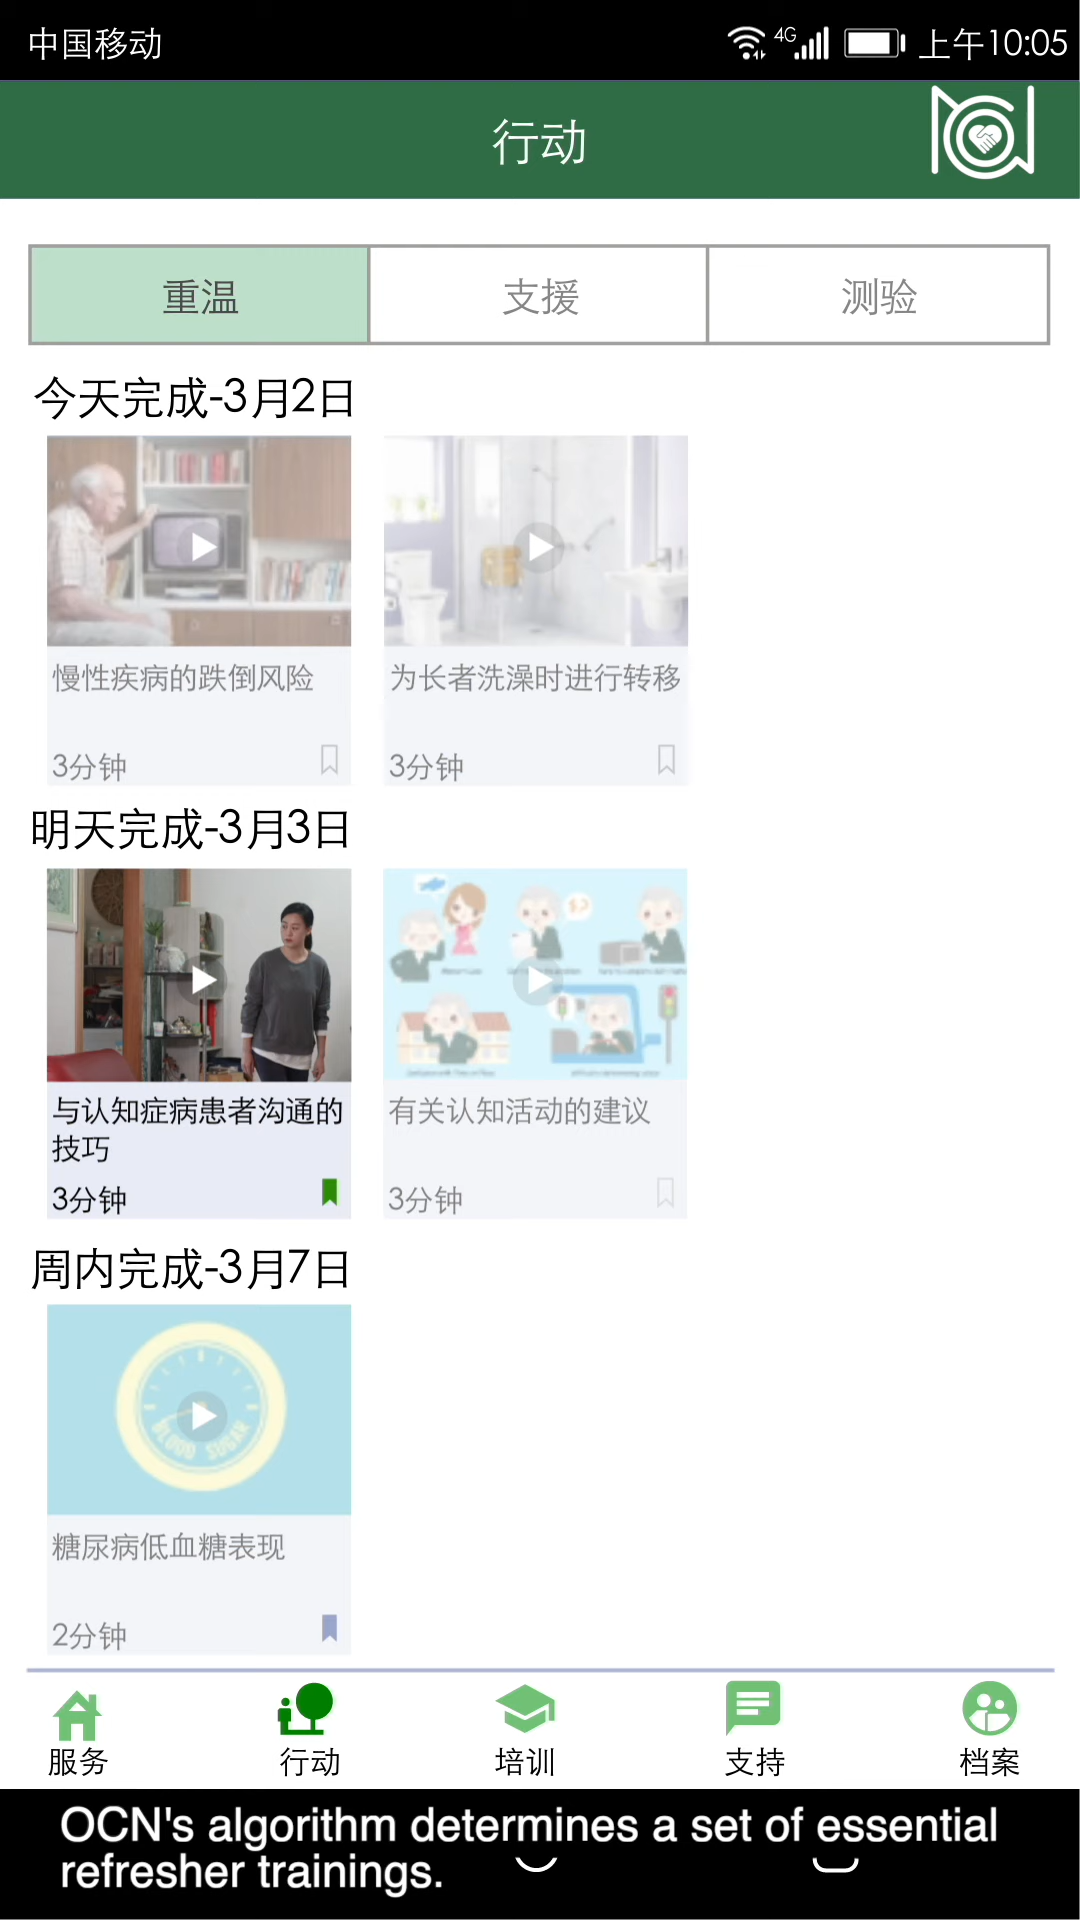 中国移动
4G
上午10:05
行动
重温
支援
测验
今天完成-3月2日
慢性疾病的跌倒风险
3分钟
为长者洗澡时进行转移
3分钟
明天完成-3月3日
与认知症病患者沟通的
技巧
3分钟
有关认知活动的建议
3分钟
周内完成-3月7日
BLOOD SUGAR
糖尿病低血糖表现
2分钟
服务
行动
培训
支持
档案
OCN's algorithm determines a set of essential
refresher trainings.